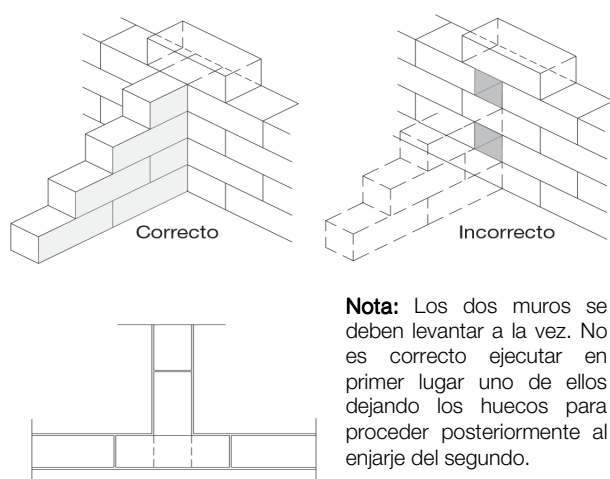 Correcto
Incorrecto
Nota: Los dos muros se
deben levantar a la vez. No
es correcto ejecutar en
primer lugar uno de ellos
dejando los huecos para
proceder posteriormente al
enjarje del segundo.